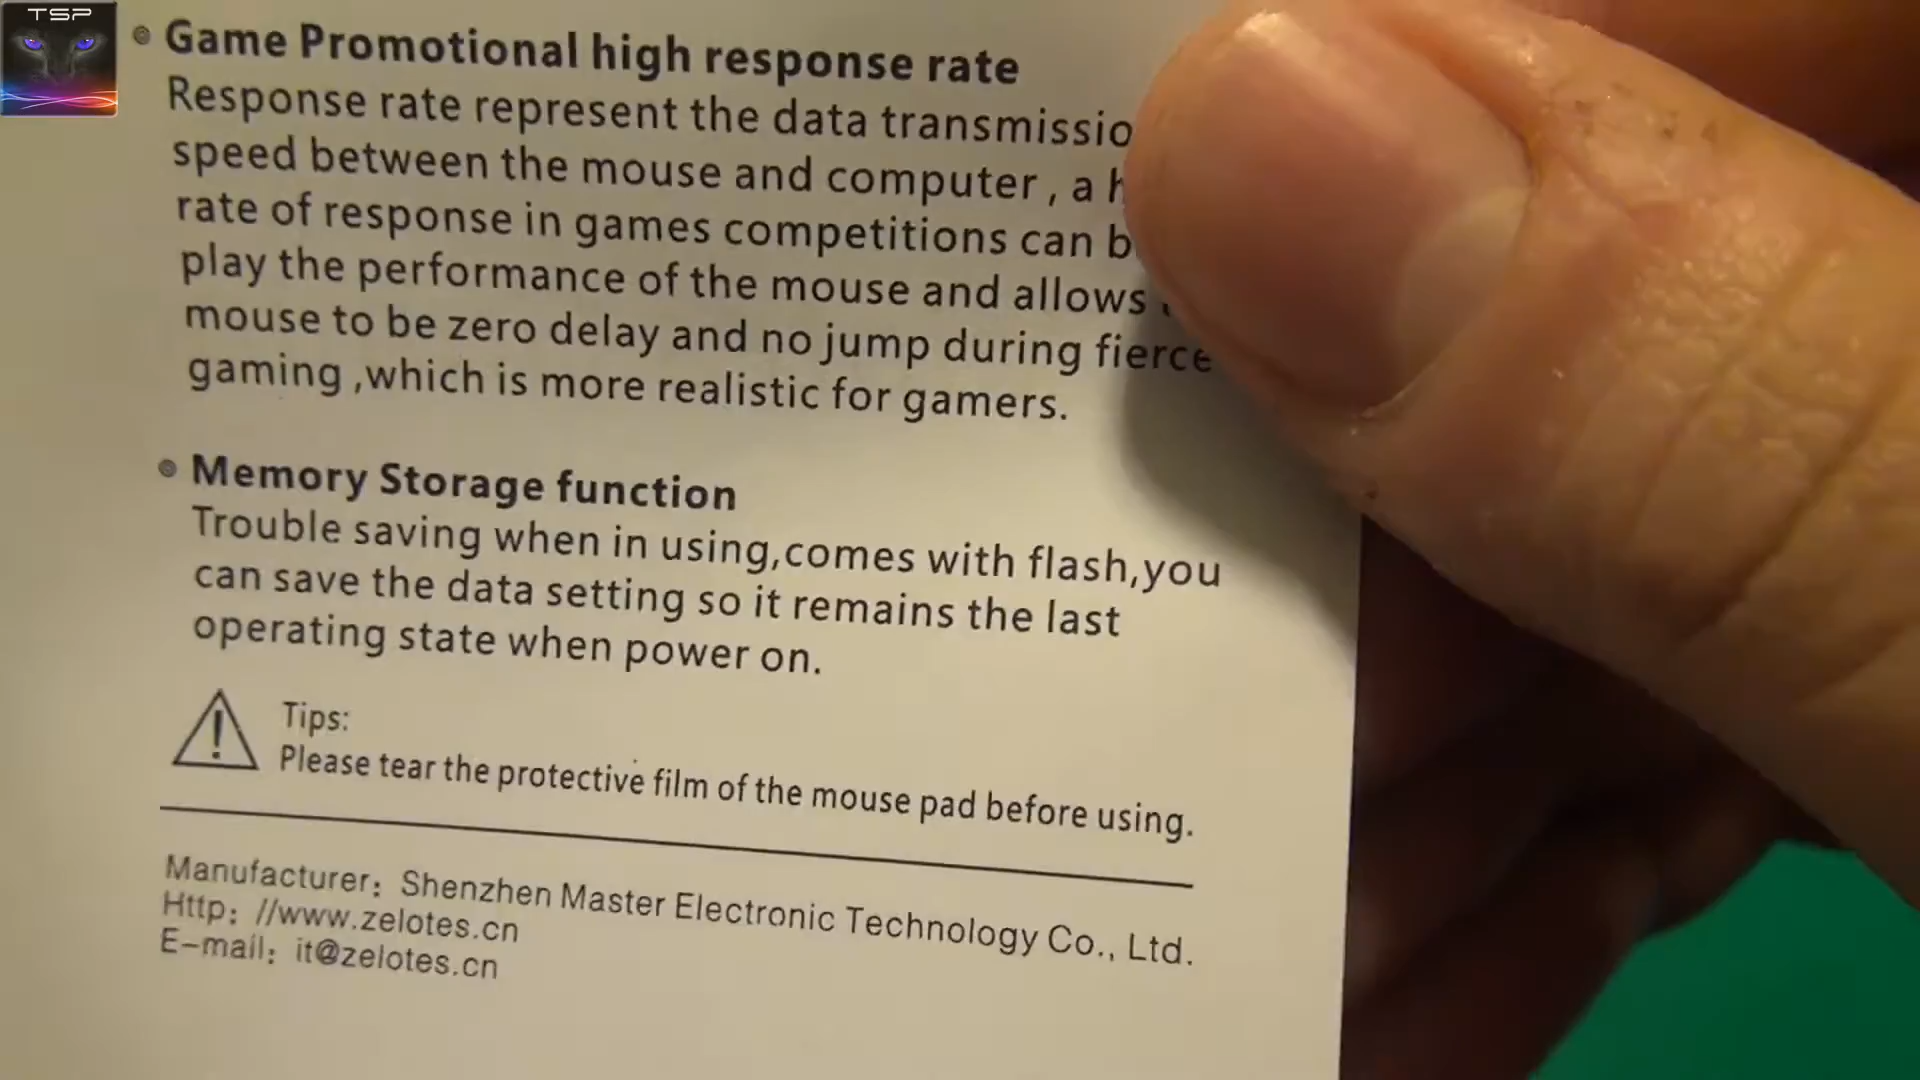 TSP
Game Promotional high response rate
Response rate represent the data
speed between the mouse and computer , a
rate of response in games competitions can
play the performance of the mouse and allows
mouse to be zero delay and no jump during fierce
gaming ,which is more realistic for gamers.
Memory Storage function
Trouble saving when in using,comes with flash,you
can save the data setting so it remains the last
operating state when power on.
Tips:
Please tear the protective film of the mouse pad before using.
Manufacturer: Shenzhen Master Electronic Technology Co., Ltd.
Http: //www.zelotes.cn
E-mail: it@zelotes.cn